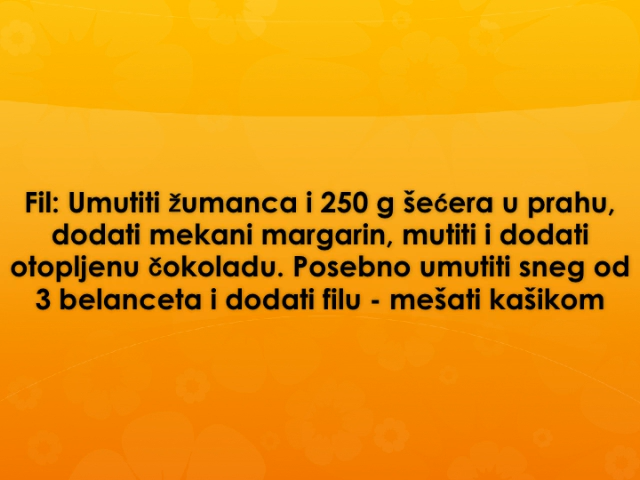 Fil: Umutiti žumanca i 250 g šećera u prahu,
dodati mekani margarin, mutiti i dodati
otopljenu čokoladu. Posebno umutiti sneg od
3 belanceta i dodati filu - mešati kašikom